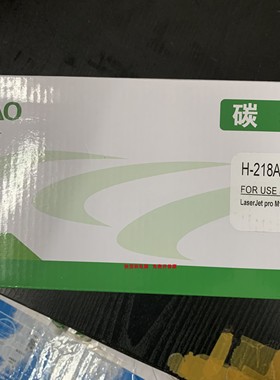 AO
碳
H-218A
FOR USE
LaserJet pro M